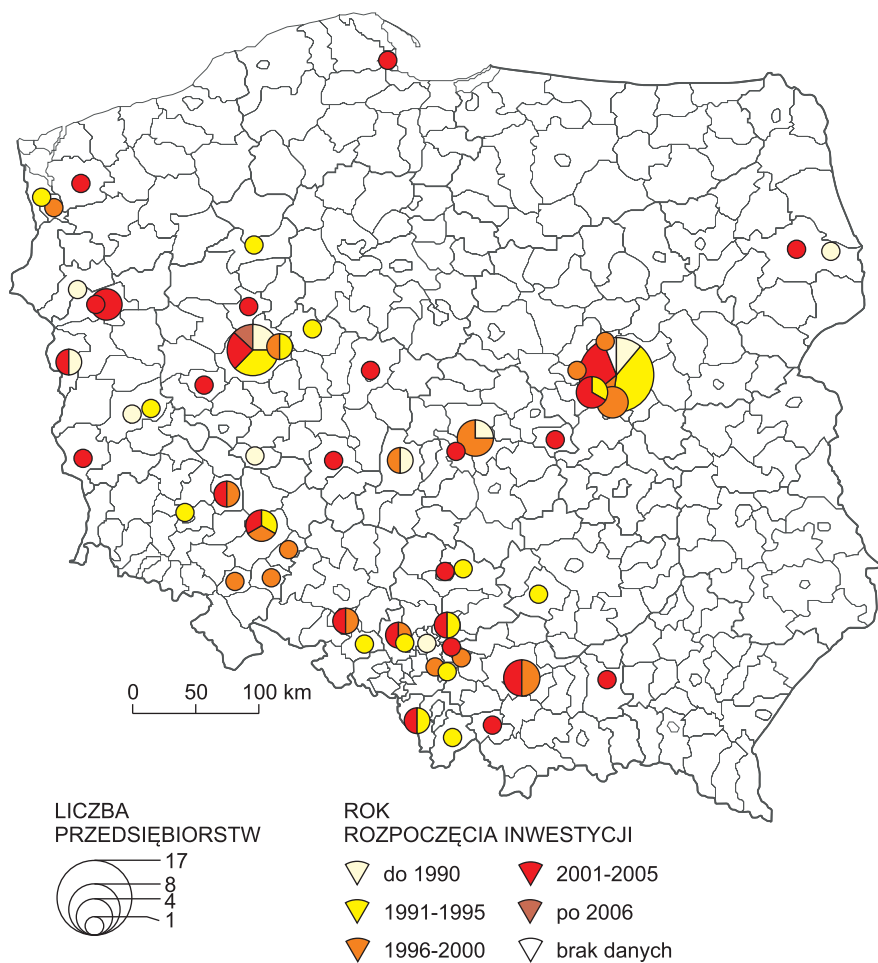 0 50 100 km
LICZBA
PRZEDSIĘBIORSTW
17
8
4
1
ROK
ROZPOCZĘCIA INWESTYCJI
do 1990
1991-1995
1996-2000
2001-2005
po 2006
brak danych